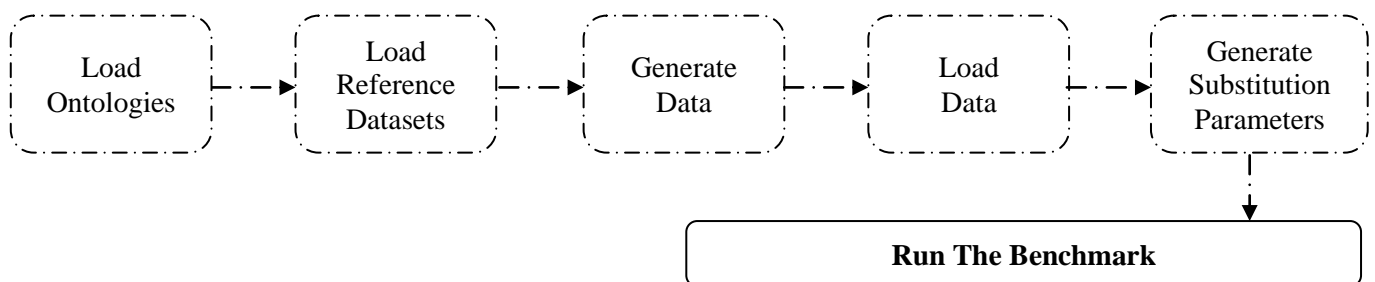 Load
Ontologies
Load
Reference
Datasets
Generate
Data
Load
Data
Generate
Substitution
Parameters
Run The Benchmark